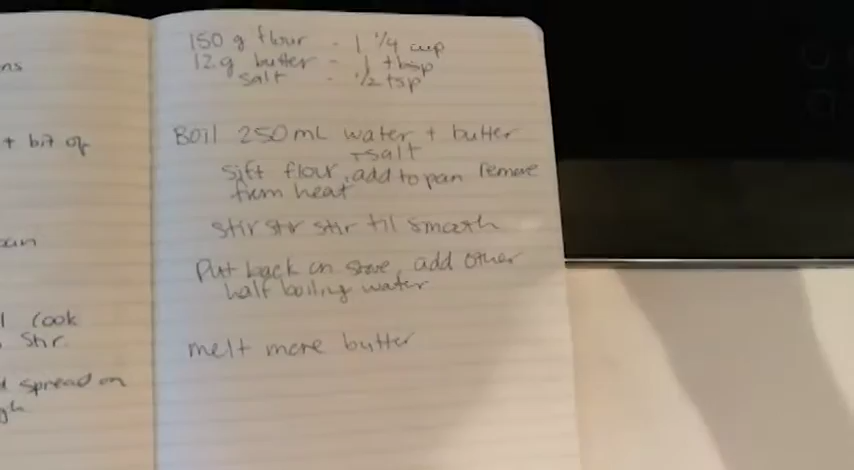 ns
+ bit of
l cook
Stir.
spread on
150 g flour - 1 1/4 cup
12g butter - 1 tbsp
salt - 1/2 tsp
Boil 250mL water + butter
+salt
Sift flour, add to pan remove
from heat
stir stir stir til smooth
Put back on stove, add other
half boiling water
melt more butter